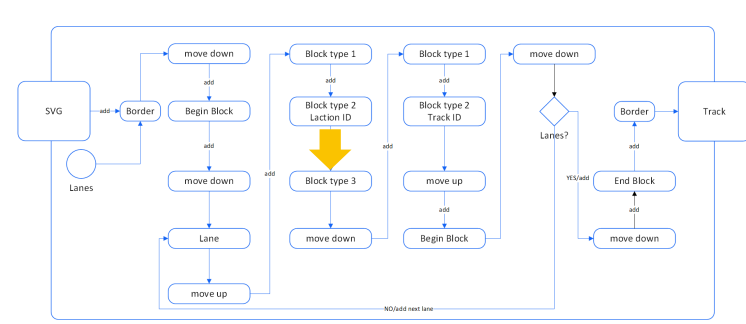 SVG
add
Border
Lanes
move down
add
Begin Block
add
move down
Lane
move up
add
Block type 1
add
Block type 2
Laction ID
Block type 3
move down
add
Block type 1
add
Block type 2
Track ID
move up
add
Begin Block
move down
Lanes?
YES/add
NO/add next lane
move down
add
End Block
add
Border
Track